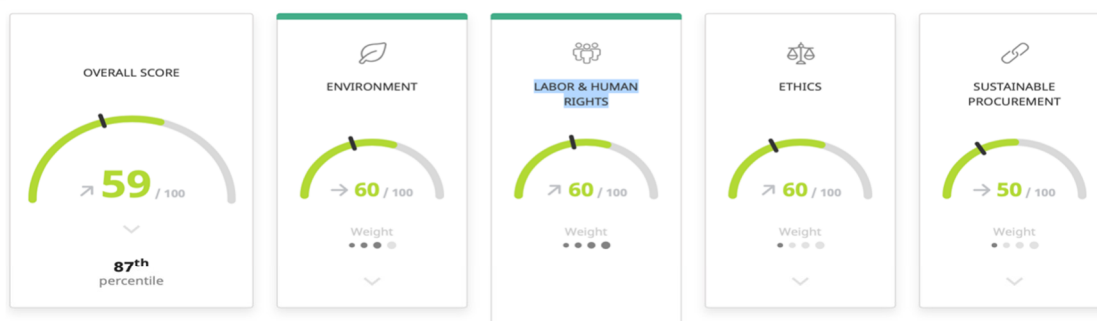 OVERALL SCORE
59 / 100
87th
percentile
ENVIRONMENT
60 / 100
Weight
LABOR & HUMAN
RIGHTS
60 / 100
Weight
ETHICS
60 / 100
Weight
SUSTAINABLE
PROCUREMENT
50 / 100
Weight